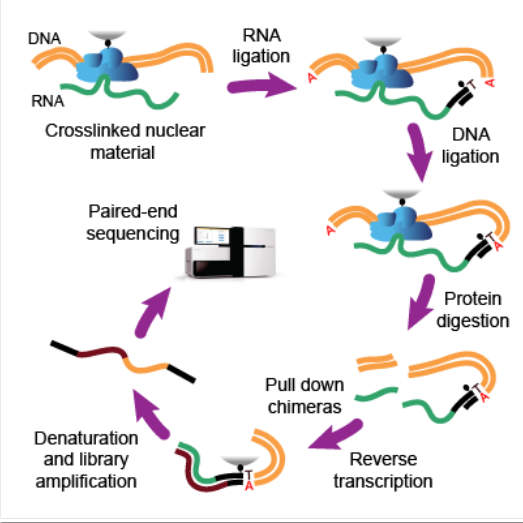 DNA
RNA
Crosslinked nuclear
material
RNA
ligation
A
T
A
DNA
ligation
A
T
A
Protein
digestion
T
A
Reverse
transcription
Pull down
chimeras
T
A
Denaturation
and library
amplification
Paired-end
sequencing